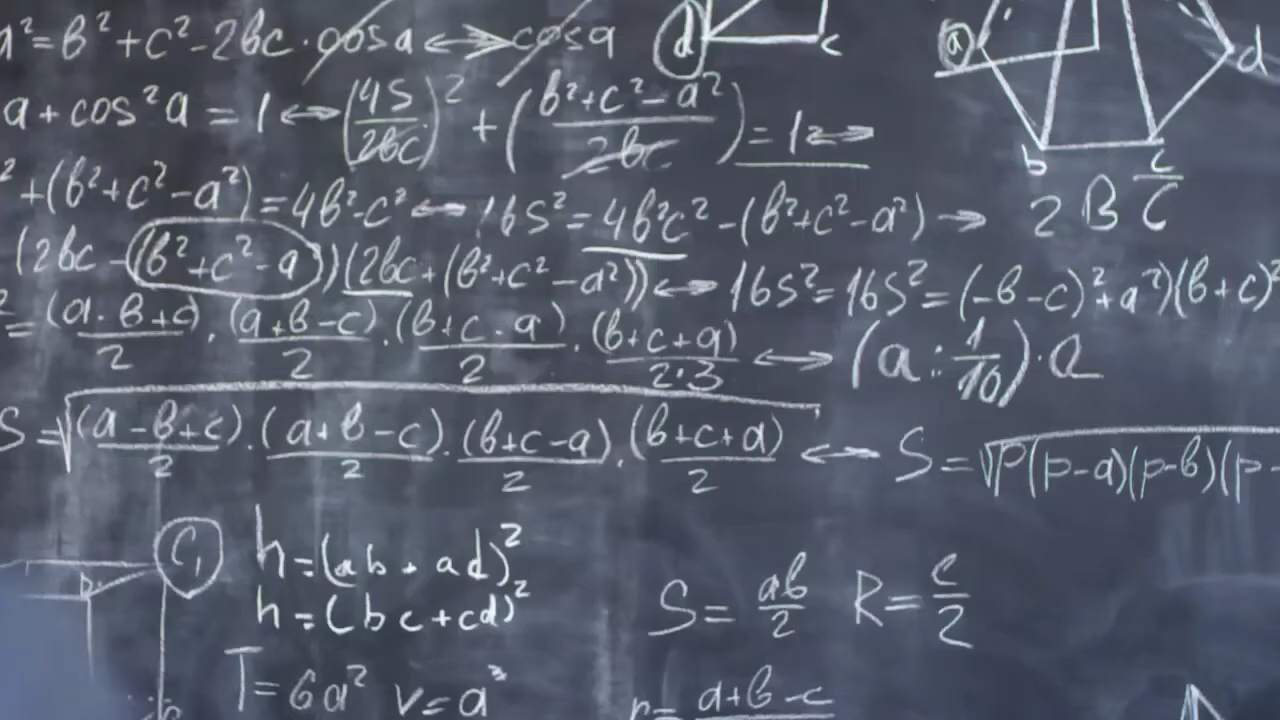 a²=b²+c²-2bc·cosa ⟷ cosa
d
c
a
d
b
c
a+cos²a=1 ⟷ (4S/2bc)² + (b²+c²-a²/2bc)=1 ⟷
²+(b²+c²-a²)=4b²-c² ⟷ 16S²=4b²c²-(b²+c²-a²) →
2BC̅
(2bc-(b²+c²-a))(2bc+(b²+c²-a²)) ⟷ 16S²=16S²=(-b-c)²+a²)(b+c)²
²=(a·b+c)/2·(a+b-c)/2·(b+c·a)/2·(b+c+a)/2·3 ⟷ (a:1/10)·a
S=√(a-b+c)/2·(a+b-c)/2·(b+c-a)/2·(b+c+a)/2 ⟷ S=√p(p-a)(p-b)(p-
C₁
h=(ab+ad)²
h=(bc+cd)²
S=ab/2 R=c/2
T=6a² v=a³
r=a+b-c